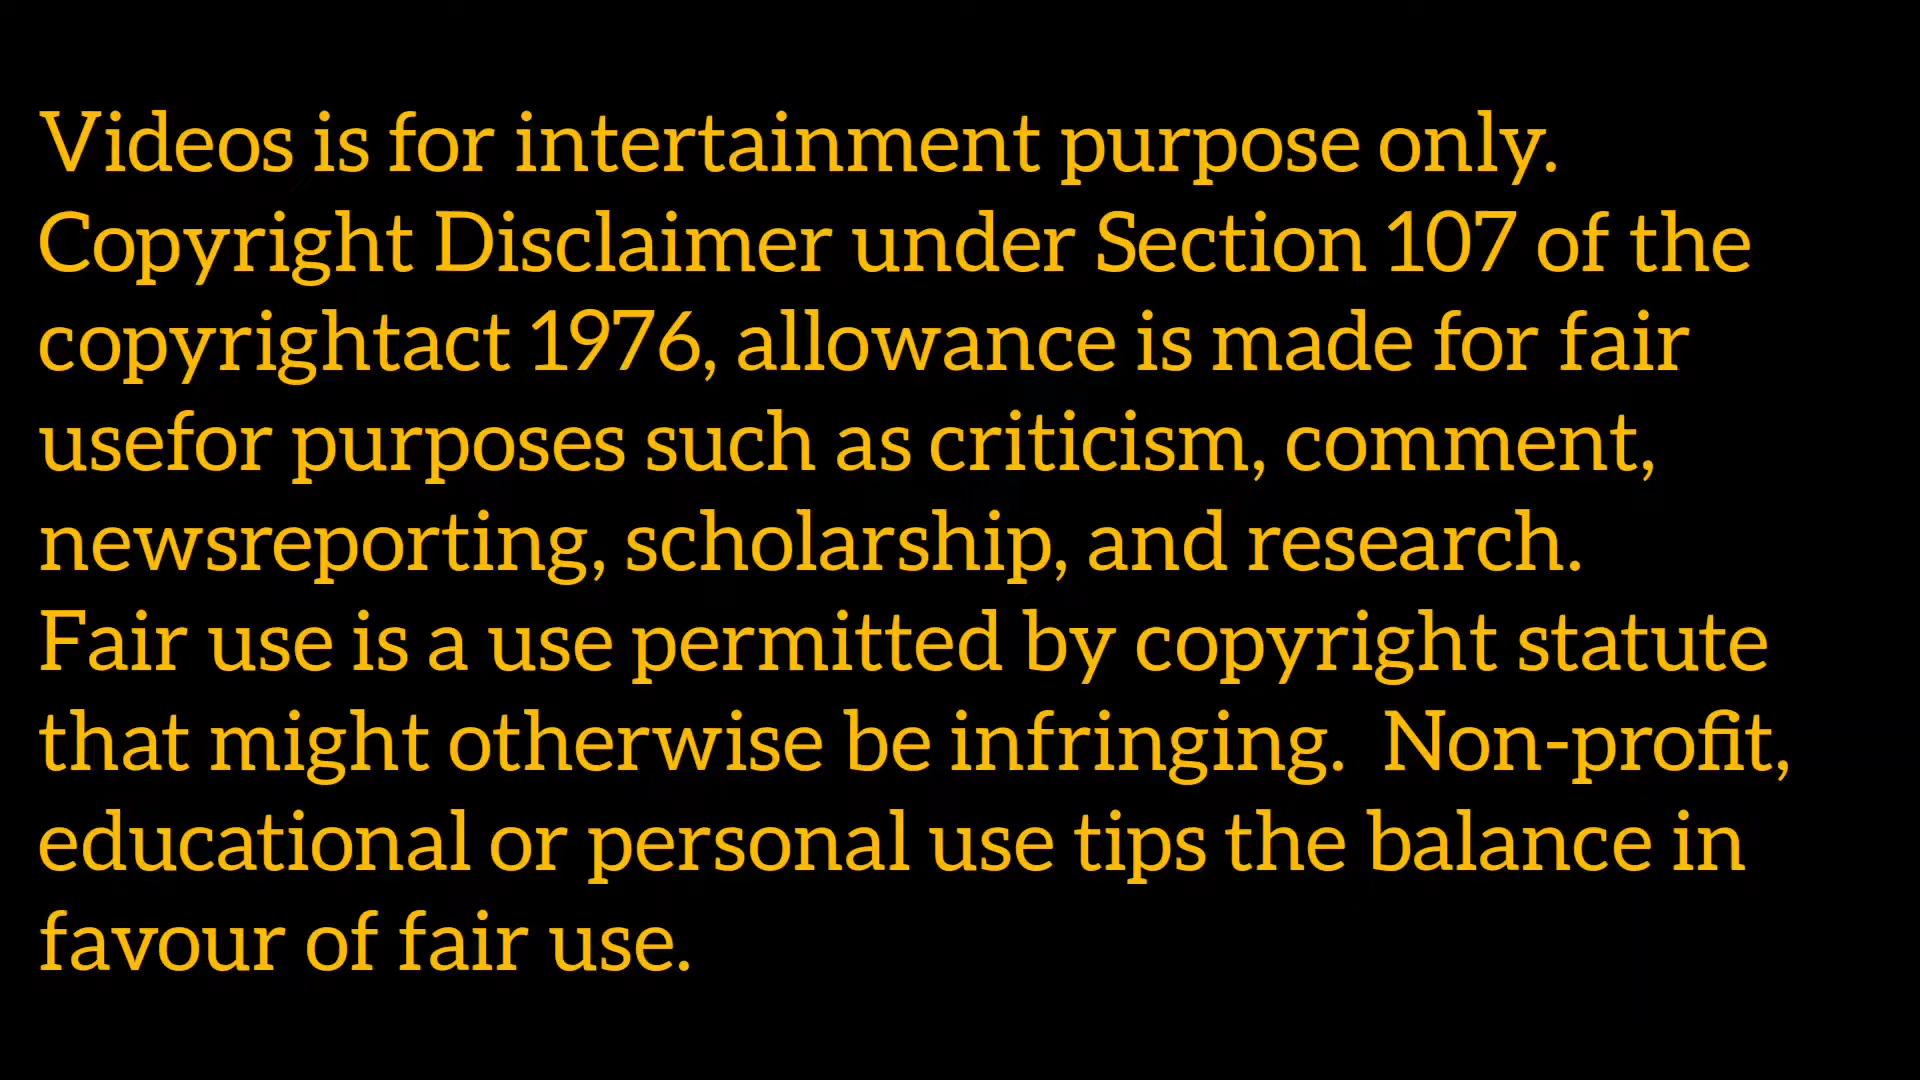 Videos is for intertainment purpose only.
Copyright Disclaimer under Section 107 of the
copyrightact 1976, allowance is made for fair
usefor purposes such as criticism, comment,
newsreporting, scholarship, and research.
Fair use is a use permitted by copyright statute
that might otherwise be infringing.  Non-profit,
educational or personal use tips the balance in
favour of fair use.